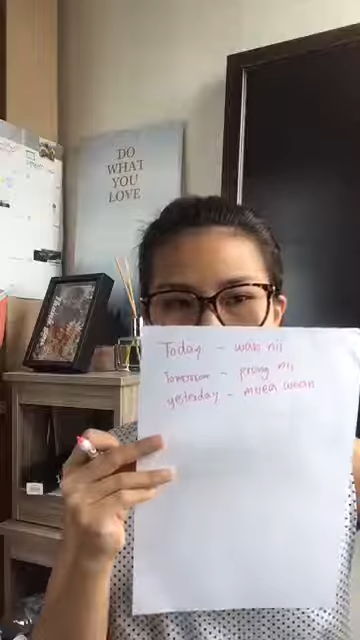 DO
WHAT
YOU
LOVE
Today - wan nii
Tomorrow - prung nii
yesterday - muea waan